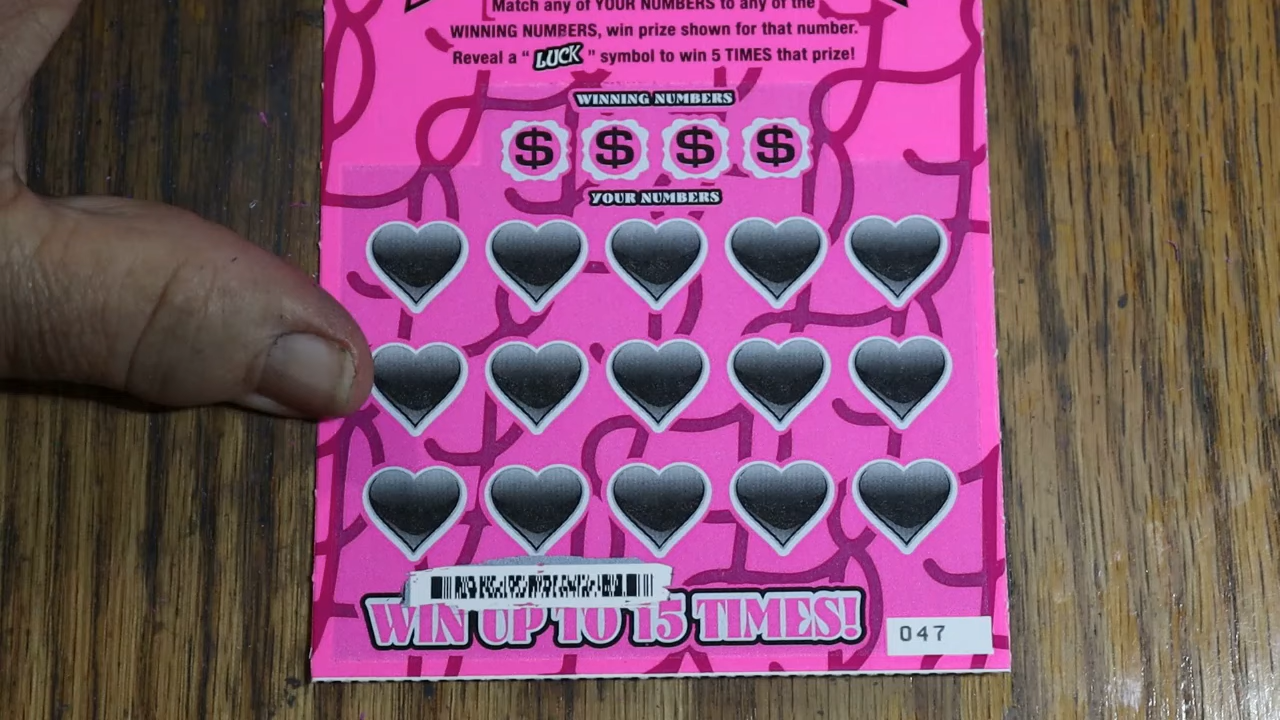 Match any of YOUR NUMBERS to any of the
WINNING NUMBERS, win prize shown for that number.
Reveal a "LUCK" symbol to win 5 TIMES that prize!
WINNING NUMBERS
$ $ $ $
YOUR NUMBERS
WIN UP TO 15 TIMES!
047